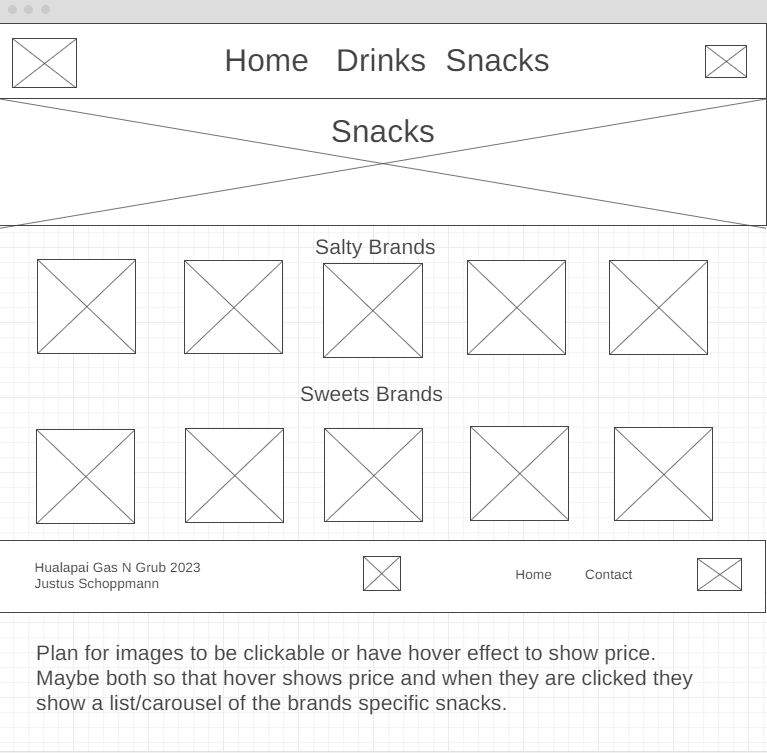 Home Drinks Snacks
Snacks
Salty Brands
Sweets Brands
Hualapai Gas N Grub 2023
Justus Schoppmann
Home Contact
Plan for images to be clickable or have hover effect to show price.
Maybe both so that hover shows price and when they are clicked they
show a list/carousel of the brands specific snacks.